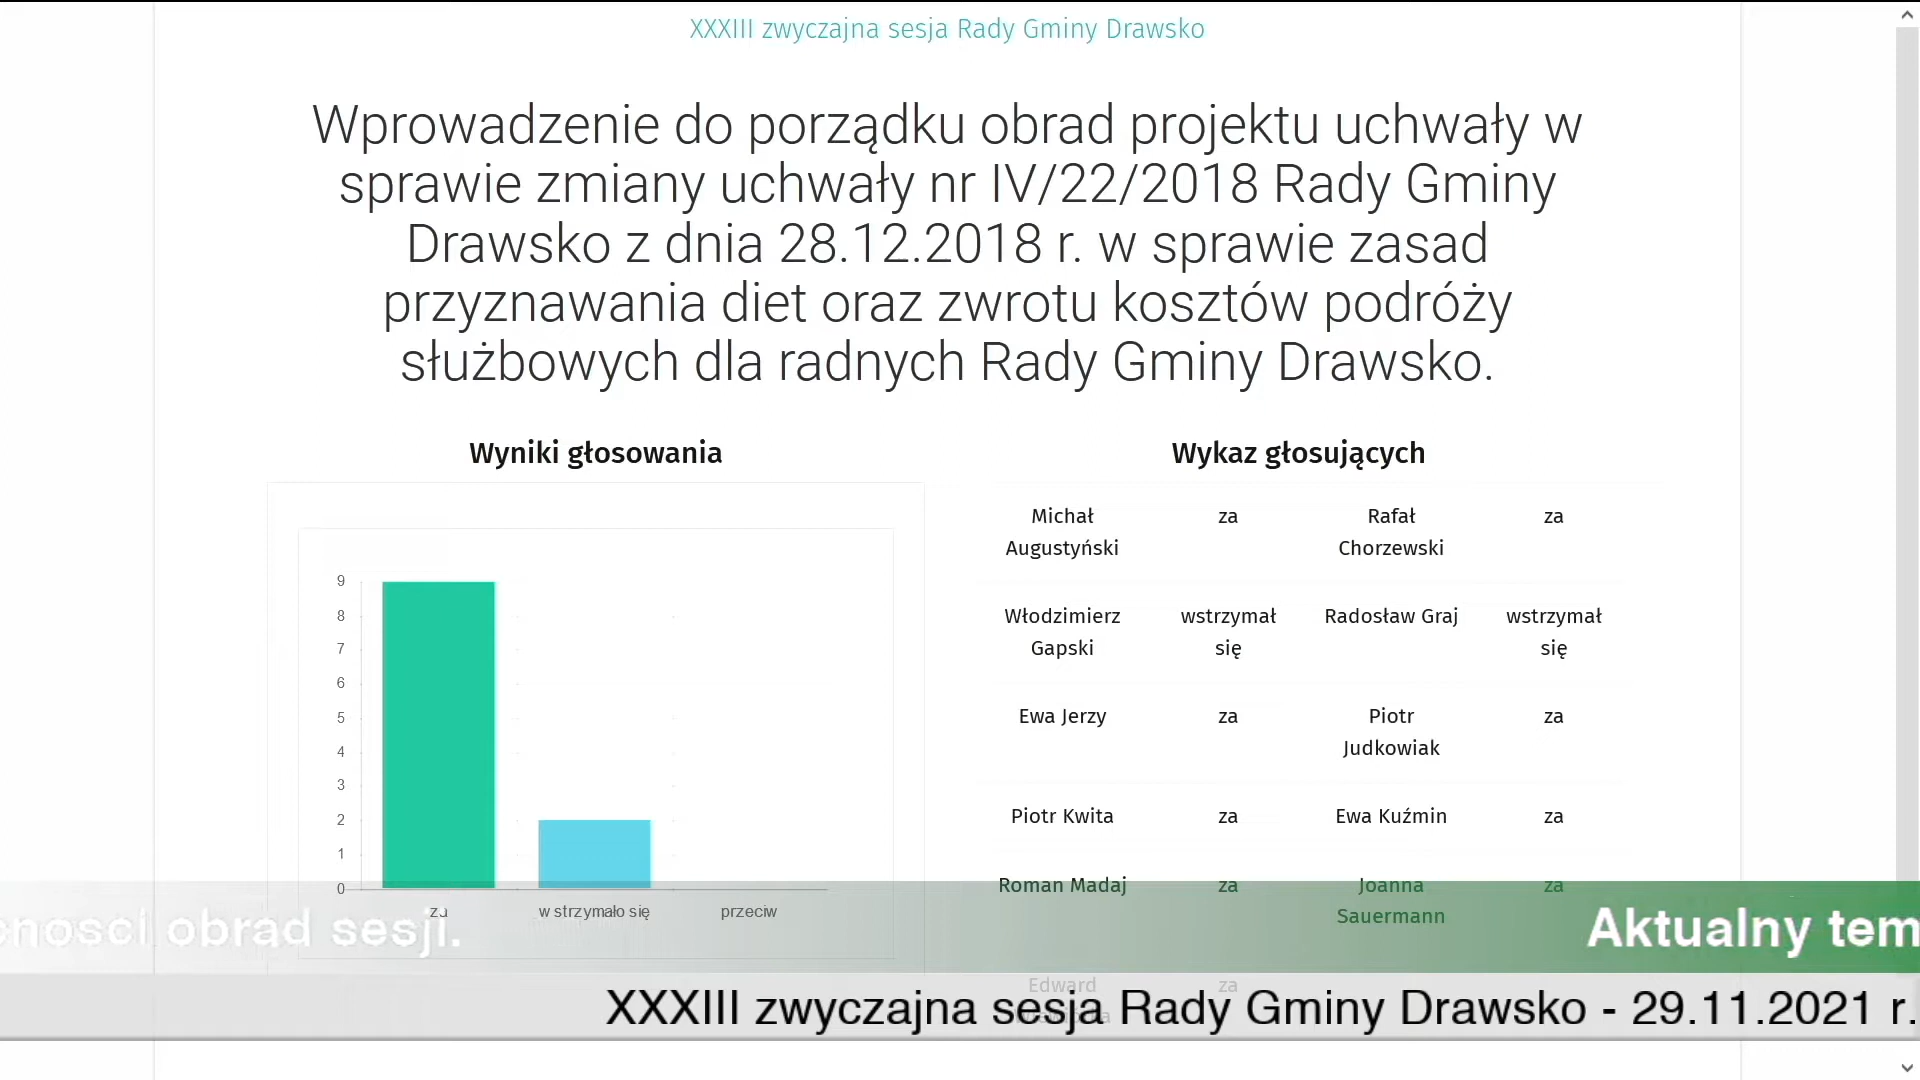 XXXIII zwyczajna sesja Rady Gminy Drawsko
Wprowadzenie do porządku obrad projektu uchwały w
sprawie zmiany uchwały nr IV/22/2018 Rady Gminy
Drawsko z dnia 28.12.2018 r. w sprawie zasad
przyznawania diet oraz zwrotu kosztów podróży
służbowych dla radnych Rady Gminy Drawsko.
Wyniki głosowania
9
8
7
6
5
4
3
2
1
0
za
wstrzymało się
przeciw
Wykaz głosujących
Michał za Rafał za
Augustyński Chorzewski
Włodzimierz wstrzymał Radosław Graj wstrzymał
Gapski się się
Ewa Jerzy za Piotr za
Judkowiak
Piotr Kwita za Ewa Kuźmin za
Roman Madaj za Joanna za
Sauermann
Edward za
obrad sesji. Aktualny tem
XXXIII zwyczajna sesja Rady Gminy Drawsko - 29.11.2021 r.